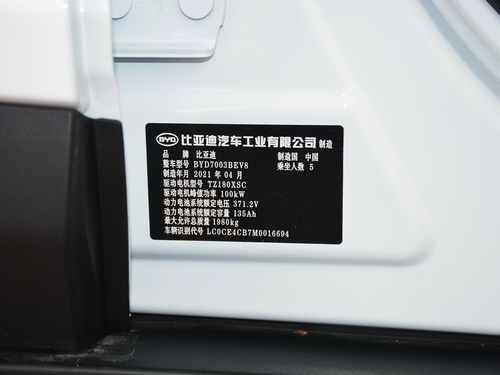 BYD 比亚迪汽车工业有限公司 制造
品 牌 比亚迪 制造国 中国
整车型号 BYD7003BEV8 乘坐人数 5
制造年月 2021 年 04 月
驱动电机型号 TZ180XSC
驱动电机峰值功率 100kW
动力电池系统额定电压 371.2V
动力电池系统额定容量 135Ah
最大允许总质量 1980kg
车辆识别代号 LC0CE4CB7M0016694